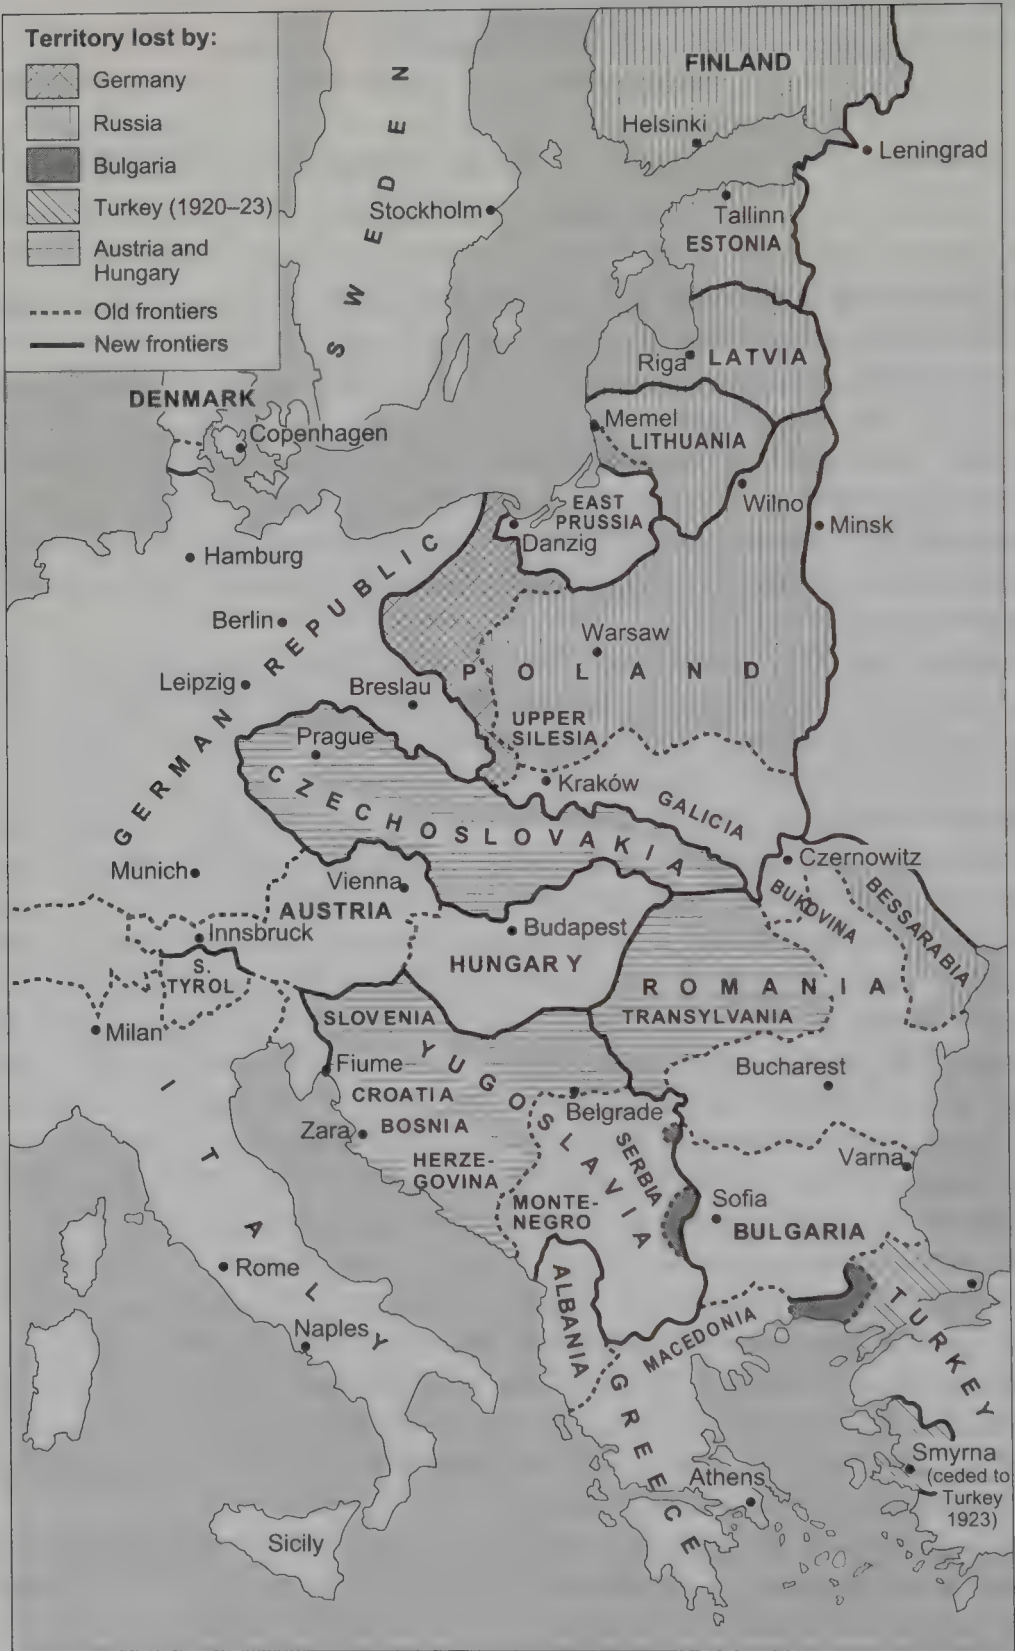 Territory lost by:
Germany
Russia
Bulgaria
Turkey (1920–23)
Austria and
Hungary
Old frontiers
New frontiers
SWEDEN
FINLAND
Helsinki
Leningrad
Stockholm
Tallinn
ESTONIA
Riga
LATVIA
DENMARK
Copenhagen
Memel
LITHUANIA
Wilno
EAST
PRUSSIA
Danzig
Minsk
Hamburg
GERMAN REPUBLIC
Berlin
Warsaw
POLAND
Leipzig
Breslau
UPPER
SILESIA
Prague
CZECHOSLOVAKIA
Kraków
GALICIA
Munich
Vienna
AUSTRIA
Czernowitz
BUKOVINA
BESSARABIA
Innsbruck
Budapest
HUNGARY
S.
TYROL
ROMANIA
TRANSYLVANIA
Milan
SLOVENIA
YUGOSLAVIA
Fiume
CROATIA
Bucharest
Belgrade
Zara
BOSNIA
SERBIA
HERZE-
GOVINA
Varna
MONTE-
NEGRO
Sofia
BULGARIA
ITALY
Rome
ALBANIA
MACEDONIA
TURKEY
Naples
GREECE
Athens
Smyrna
(ceded to
Turkey
1923)
Sicily